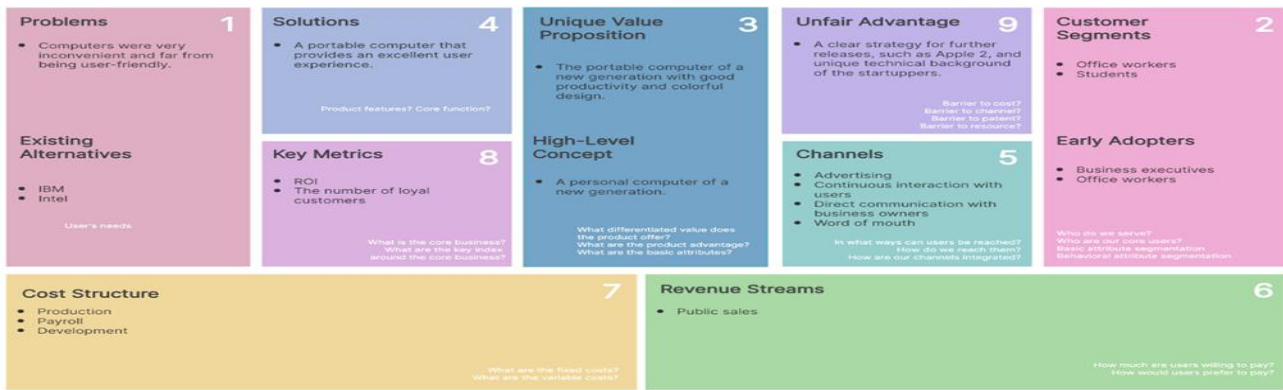 Problems
1
Computers were very
inconvenient and far from
being user-friendly.
Existing
Alternatives
IBM
Intel
User's needs
Solutions
4
A portable computer that
provides an excellent user
experience.
Product features? Core function?
Key Metrics
8
ROI
The number of loyal
customers
What is the core business?
What are the key index
around the core business?
Unique Value
Proposition
3
The portable computer of a
new generation with good
productivity and colorful
design.
High-Level
Concept
A personal computer of a
new generation.
What differentiated value does
the product offer?
What are the product advantage?
What are the basic attributes?
Unfair Advantage
9
A clear strategy for further
releases, such as Apple 2, and
unique technical background
of the startuppers.
Barrier to cost?
Barrier to channel?
Barrier to patent?
Barrier to resource?
Channels
5
Advertising
Continuous interaction with
users
Direct communication with
business owners
Word of mouth
In what ways can users be reached?
How do we reach them?
How are our channels integrated?
Customer
Segments
2
Office workers
Students
Early Adopters
Business executives
Office workers
Who do we serve?
Who are our core users?
Basic attribute segmentation
Behavioral attribute segmentation
Cost Structure
7
Production
Payroll
Development
What are the fixed costs?
What are the variable costs?
Revenue Streams
6
Public sales
How much are users willing to pay?
How would users prefer to pay?